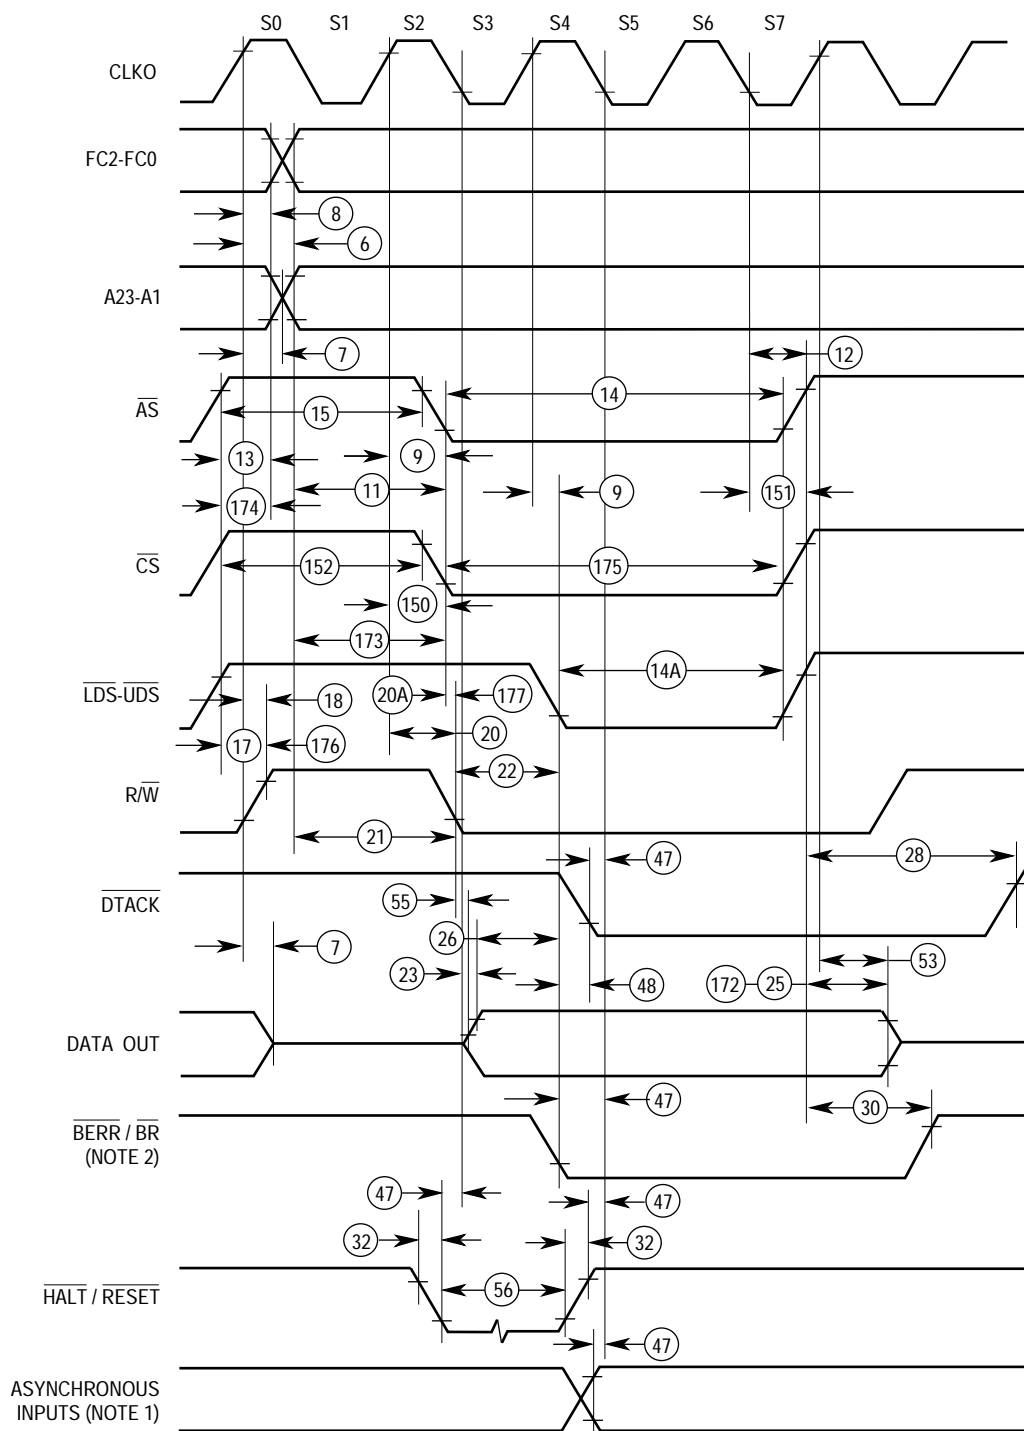 S0 S1 S2 S3 S4 S5 S6 S7
CLKO
FC2-FC0
8
6
A23-A1
7
12
AS
14
15
13
9
11
9
151
174
CS
152
175
150
173
LDS-UDS
14A
18
20A
177
20
17
176
22
R/W
21
47
28
DTACK
55
26
7
23
53
48
172
25
DATA OUT
47
30
BERR / BR
(NOTE 2)
47
47
32
32
HALT / RESET
56
47
ASYNCHRONOUS
INPUTS (NOTE 1)